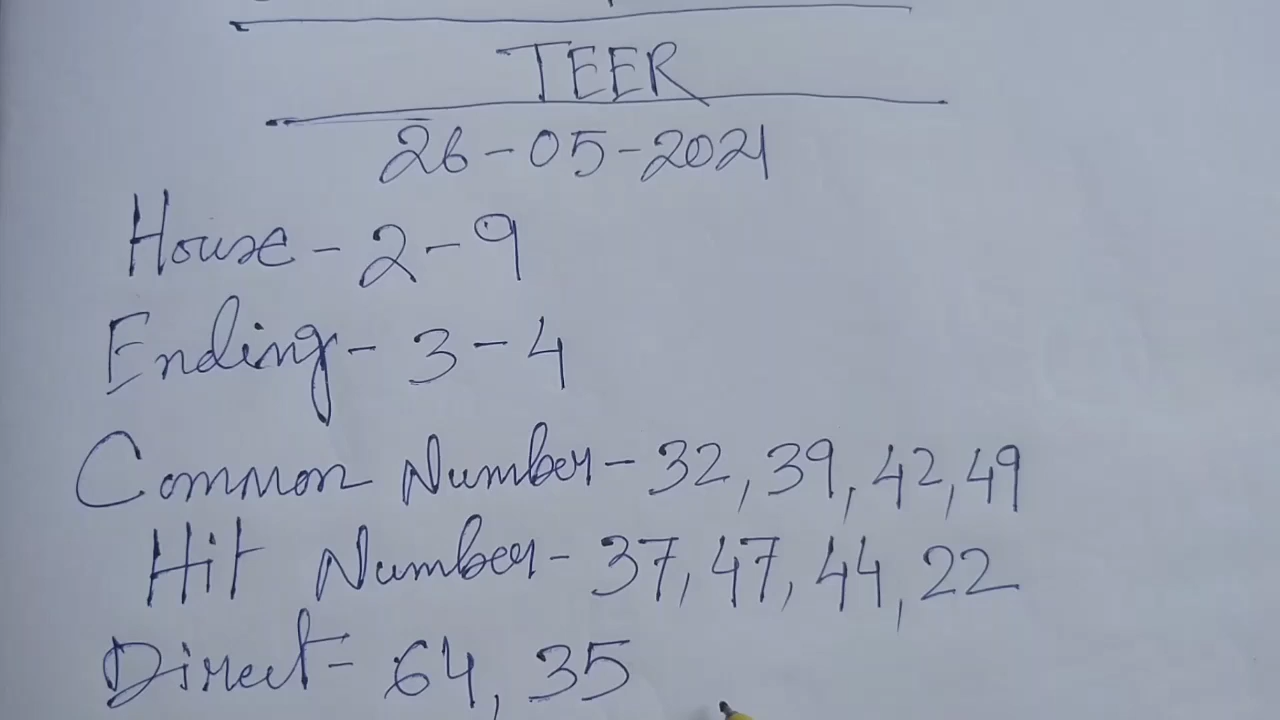 TEER
26-05-2021
House - 2 - 9
Ending - 3 - 4
Common Number - 32, 39, 42, 49
Hit Number - 37, 47, 44, 22
Direct - 64, 35